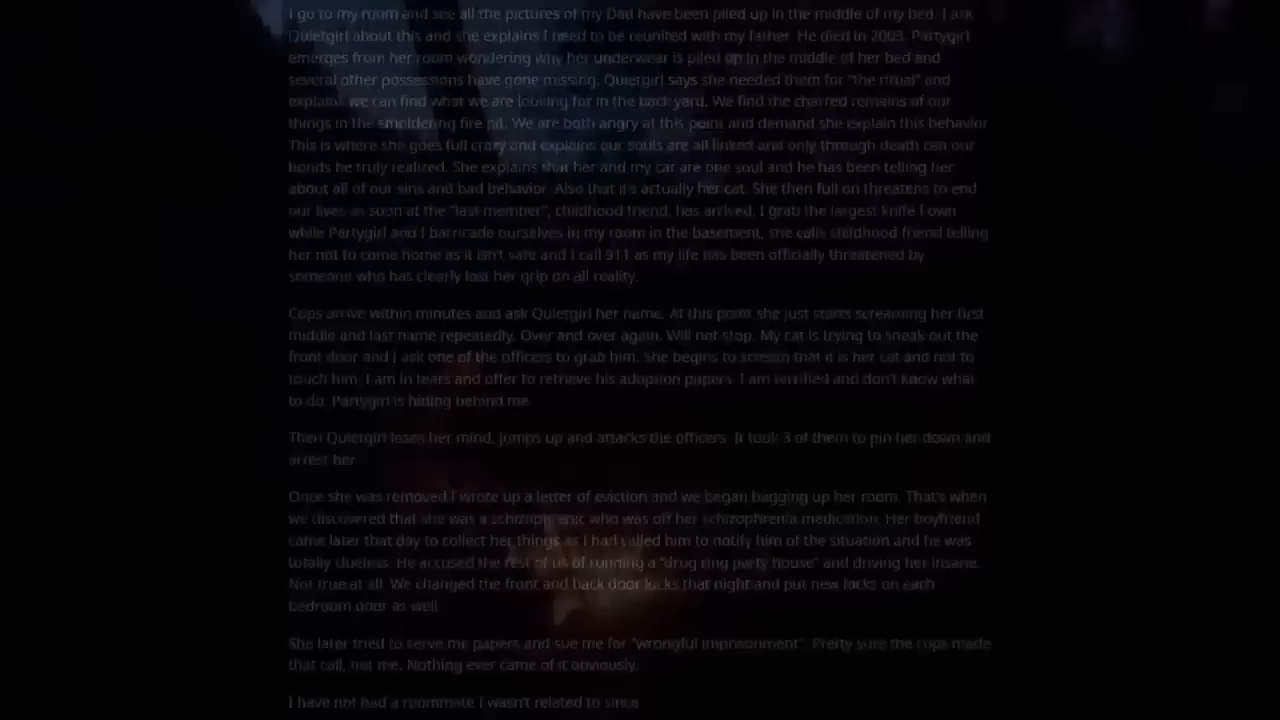 I go to my room and see all the pictures of my Dad have been piled up in the middle of my bed. I ask
Quietgirl about this and she explains I need to be reunited with my father. He died in 2003. Partygirl
emerges from her room wondering why her underwear is piled up in the middle of her bed and
several other possessions have gone missing. Quietgirl says she needed them for "the ritual" and
explains we can find what we are looking for in the back yard. We find the charred remains of our
things in the smoldering fire pit. We are both angry at this point and demand she explain this behavior.
This is where she goes full crazy and explains our souls are all linked and only through death can our
bonds be truly realized. She explains that her and my cat are one soul and he has been telling her
about all of our sins and bad behavior. Also that it's actually her cat. She then full on threatens to end
our lives as soon at the "last member", childhood friend, has arrived. I grab the largest knife I own
while Partygirl and I barricade ourselves in my room in the basement, she calls childhood friend telling
her not to come home as it isn't safe and I call 911 as my life has been officially threatened by
someone who has clearly lost her grip on all reality.
Cops arrive within minutes and ask Quietgirl her name. At this point she just starts screaming her first
middle and last name repeatedly. Over and over again. Will not stop. My cat is trying to sneak out the
front door and I ask one of the officers to grab him. She begins to scream that it is her cat and not to
touch him. I am in tears and offer to retrieve his adoption papers. I am terrified and don't know what
to do. Partygirl is hiding behind me.
Then Quietgirl loses her mind, jumps up and attacks the officers. It took 3 of them to pin her down and
arrest her.
Once she was removed I wrote up a letter of eviction and we began bagging up her room. That's when
we discovered that she was a schizophrenic who was off her schizophrenia medication. Her boyfriend
came later that day to collect her things as I had called him to notify him of the situation and he was
totally clueless. He accused the rest of us of running a "drug ring party house" and driving her insane.
Not true at all. We changed the front and back door locks that night and put new locks on each
bedroom door as well.
She later tried to serve me papers and sue me for "wrongful imprisonment". Pretty sure the cops made
that call, not me. Nothing ever came of it obviously.
I have not had a roommate I wasn't related to since.